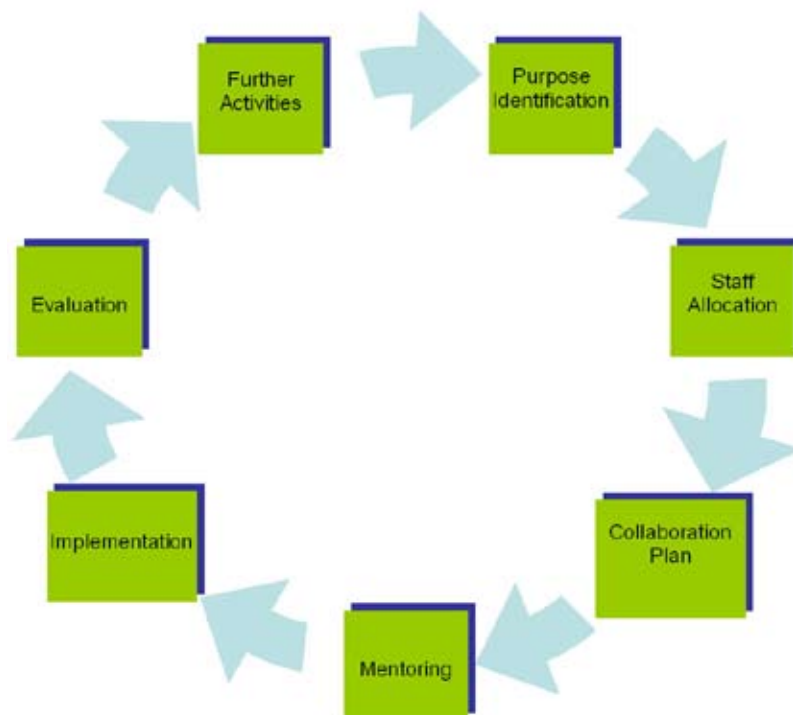 Further
Activities
Purpose
Identification
Staff
Allocation
Collaboration
Plan
Mentoring
Implementation
Evaluation